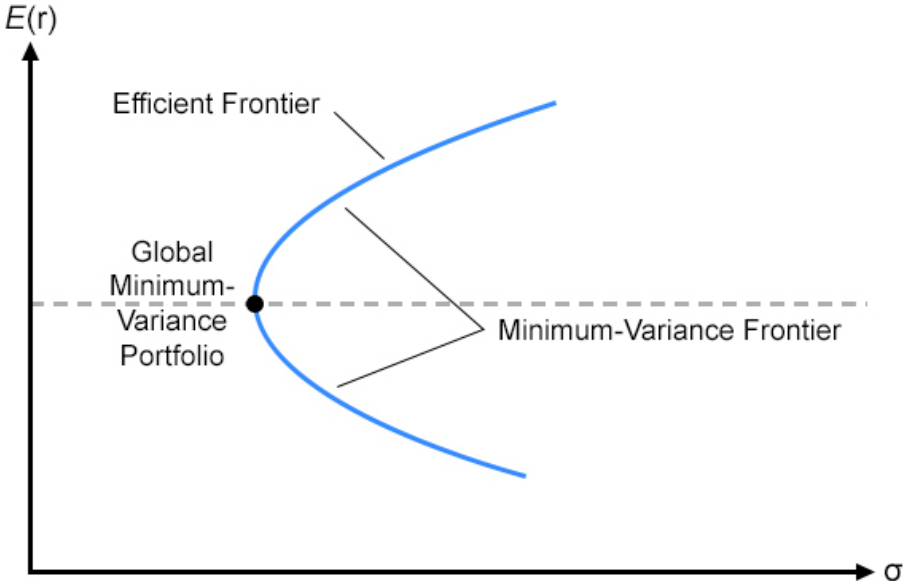 E(r)
Efficient Frontier
Global
Minimum-
Variance
Portfolio
Minimum-Variance Frontier
σ